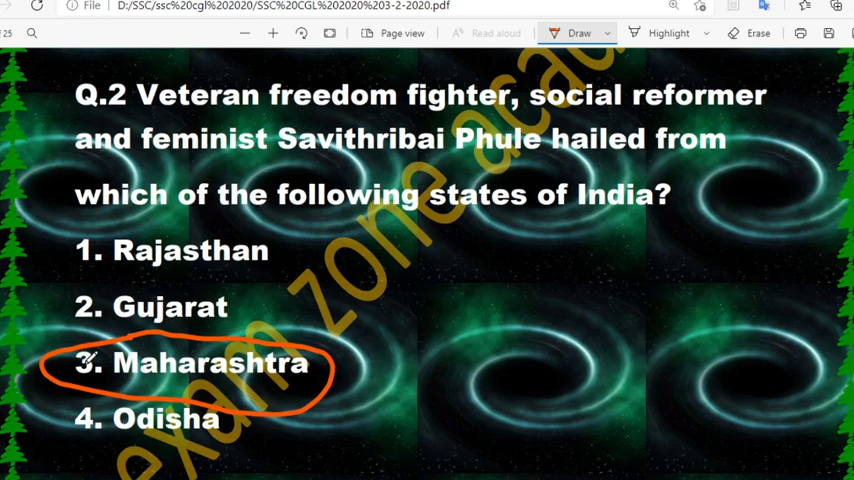 File D:/SSC/ssc%20cgl%202020/SSC%20CGL%202020%203-2-2020.pdf
25 Page view Read aloud Draw Highlight Erase
Q.2 Veteran freedom fighter, social reformer
and feminist Savithribai Phule hailed from
which of the following states of India?
1. Rajasthan
2. Gujarat
3. Maharashtra
4. Odisha
exam zone acad